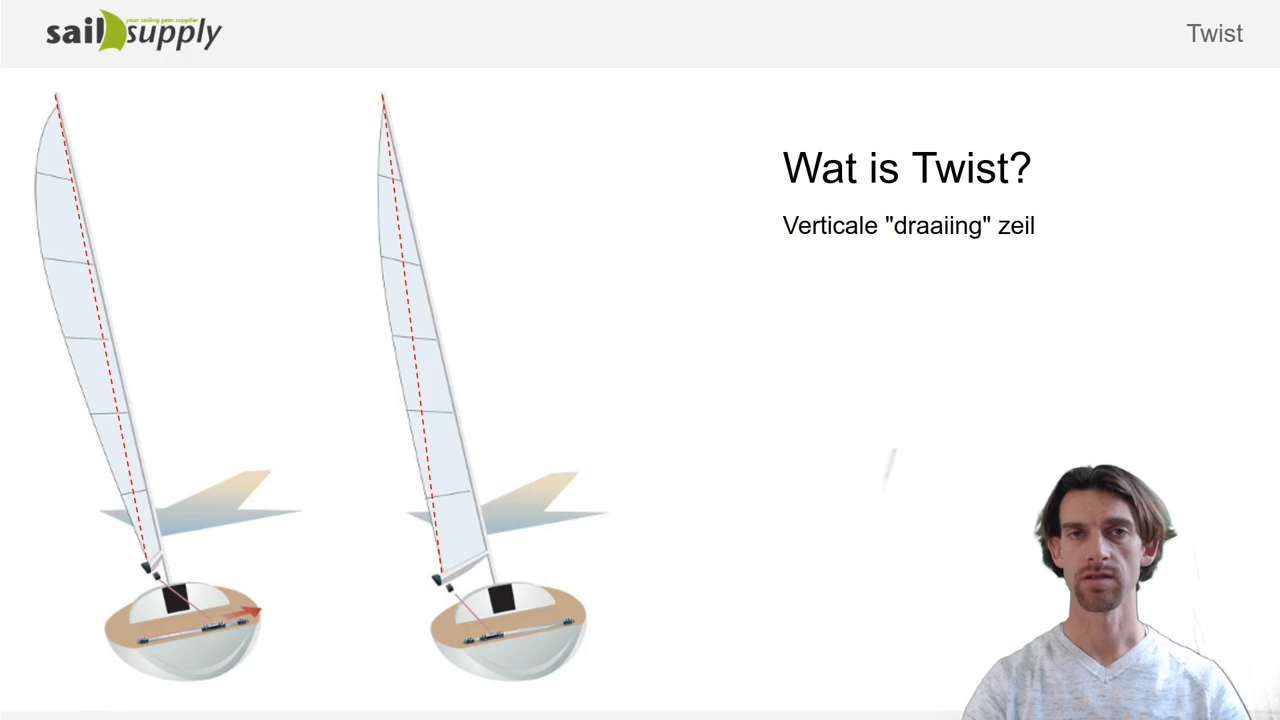 your sailing gear supplier
sail supply
Twist
Wat is Twist?
Verticale "draaiing" zeil